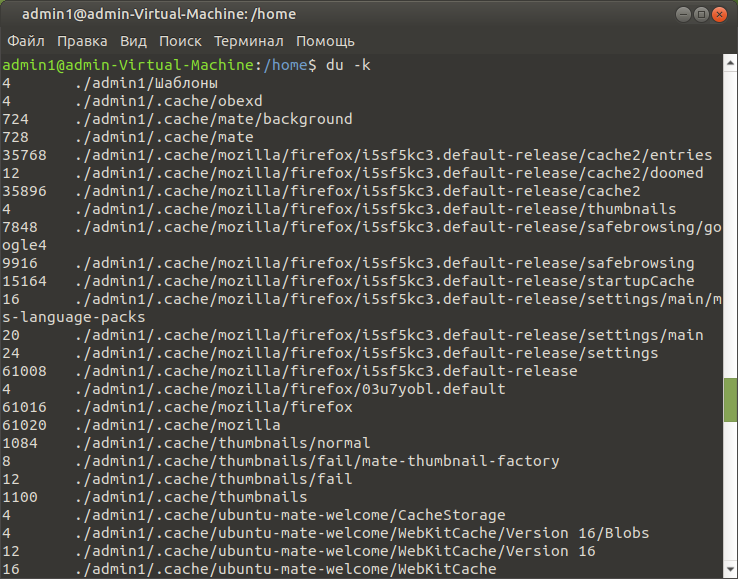 admin1@admin-Virtual-Machine: /home
Файл Правка Вид Поиск Терминал Помощь
admin1@admin-Virtual-Machine:/home$ du -k
4 ./admin1/Шаблоны
4 ./admin1/.cache/obexd
724 ./admin1/.cache/mate/background
728 ./admin1/.cache/mate
35768 ./admin1/.cache/mozilla/firefox/i5sf5kc3.default-release/cache2/entries
12 ./admin1/.cache/mozilla/firefox/i5sf5kc3.default-release/cache2/doomed
35896 ./admin1/.cache/mozilla/firefox/i5sf5kc3.default-release/cache2
4 ./admin1/.cache/mozilla/firefox/i5sf5kc3.default-release/thumbnails
7848 ./admin1/.cache/mozilla/firefox/i5sf5kc3.default-release/safebrowsing/go
ogle4
9916 ./admin1/.cache/mozilla/firefox/i5sf5kc3.default-release/safebrowsing
15164 ./admin1/.cache/mozilla/firefox/i5sf5kc3.default-release/startupCache
16 ./admin1/.cache/mozilla/firefox/i5sf5kc3.default-release/settings/main/m
s-language-packs
20 ./admin1/.cache/mozilla/firefox/i5sf5kc3.default-release/settings/main
24 ./admin1/.cache/mozilla/firefox/i5sf5kc3.default-release/settings
61008 ./admin1/.cache/mozilla/firefox/i5sf5kc3.default-release
4 ./admin1/.cache/mozilla/firefox/03u7yobl.default
61016 ./admin1/.cache/mozilla/firefox
61020 ./admin1/.cache/mozilla
1084 ./admin1/.cache/thumbnails/normal
8 ./admin1/.cache/thumbnails/fail/mate-thumbnail-factory
12 ./admin1/.cache/thumbnails/fail
1100 ./admin1/.cache/thumbnails
4 ./admin1/.cache/ubuntu-mate-welcome/CacheStorage
4 ./admin1/.cache/ubuntu-mate-welcome/WebKitCache/Version 16/Blobs
12 ./admin1/.cache/ubuntu-mate-welcome/WebKitCache/Version 16
16 ./admin1/.cache/ubuntu-mate-welcome/WebKitCache